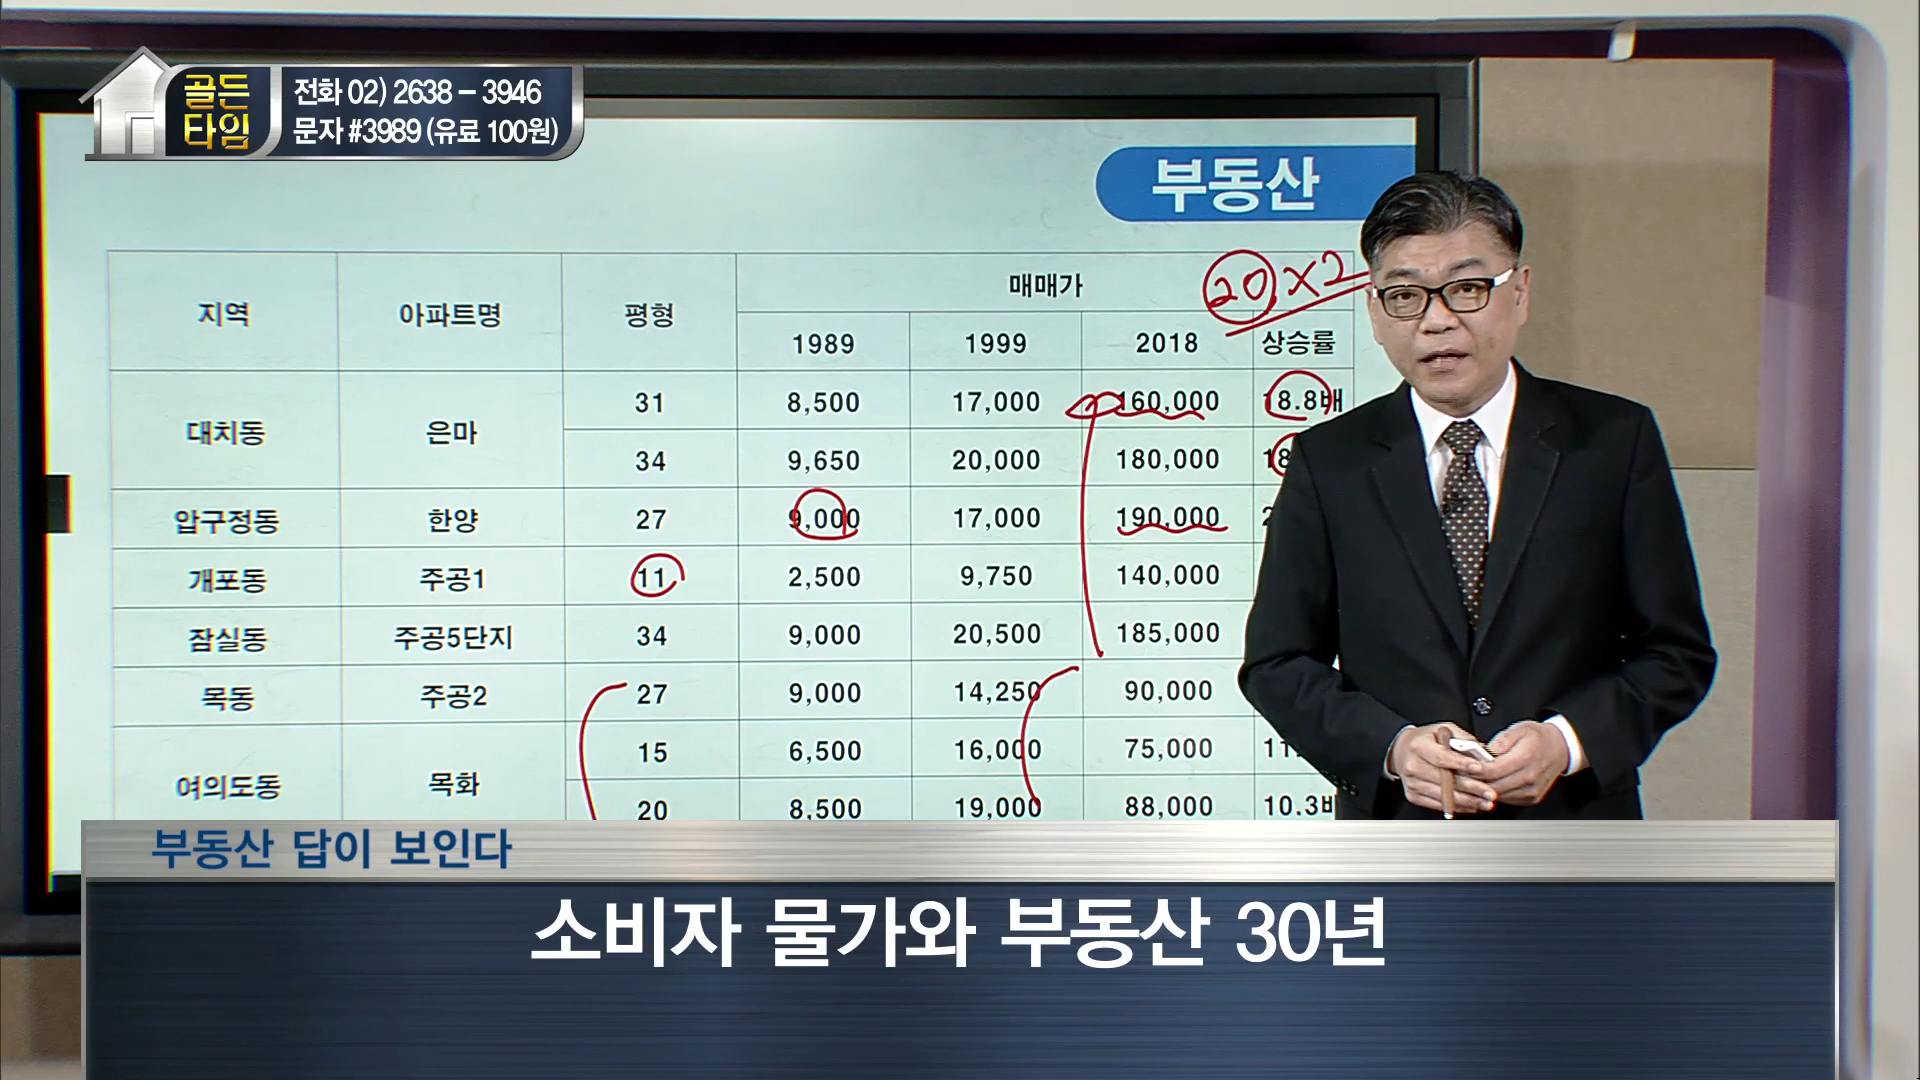 골든
타임
전화 02) 2638 - 3946
문자 #3989 (유료 100원)
부동산
20 x 2
지역 아파트명 평형 매매가
1989 1999 2018 상승률
대치동 은마 31 8,500 17,000 160,000 18.8배
34 9,650 20,000 180,000
압구정동 한양 27 9,000 17,000 190,000
개포동 주공1 11 2,500 9,750 140,000
잠실동 주공5단지 34 9,000 20,500 185,000
목동 주공2 27 9,000 14,250 90,000
여의도동 목화 15 6,500 16,000 75,000
20 8,500 19,000 88,000 10.3배
부동산 답이 보인다
소비자 물가와 부동산 30년